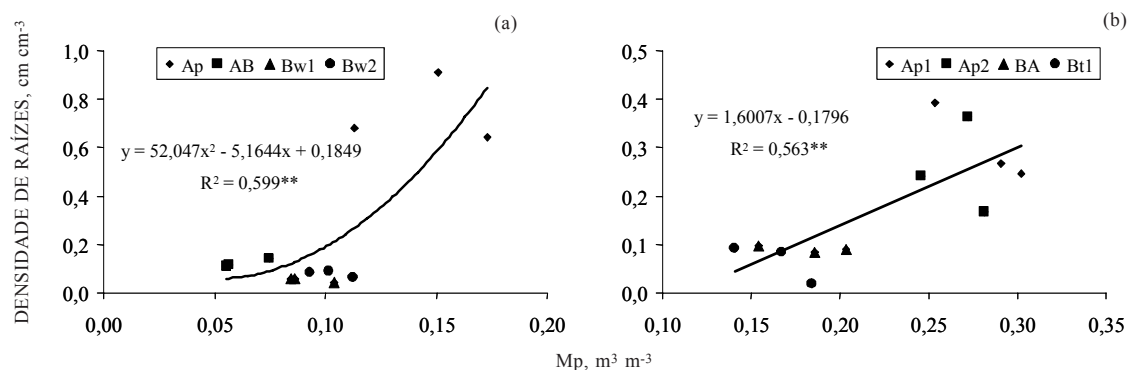 (a)
(b)
DENSIDADE DE RAÍZES, cm cm-³
1,0
0,8
0,6
0,4
0,2
0,0
Ap AB Bw1 Bw2
y = 52,047x² - 5,1644x + 0,1849
R² = 0,599**
0,00 0,05 0,10 0,15 0,20
0,5
0,4
0,3
0,2
0,1
0,0
Ap1 Ap2 BA Bt1
y = 1,6007x - 0,1796
R² = 0,563**
0,10 0,15 0,20 0,25 0,30 0,35
Mp, m³ m-³